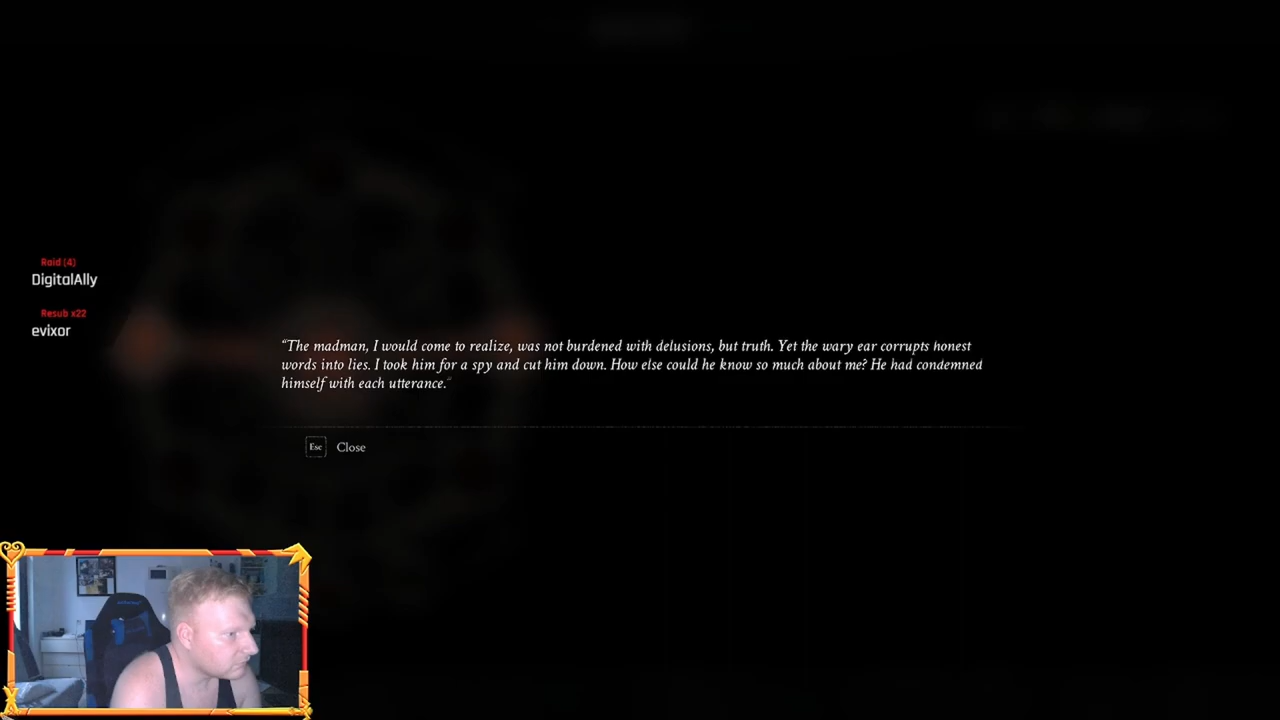 Raid (4)
DigitalAlly
Resub x22
evixor
“The madman, I would come to realize, was not burdened with delusions, but truth. Yet the wary ear corrupts honest
words into lies. I took him for a spy and cut him down. How else could he know so much about me? He had condemned
himself with each utterance.”
Esc Close